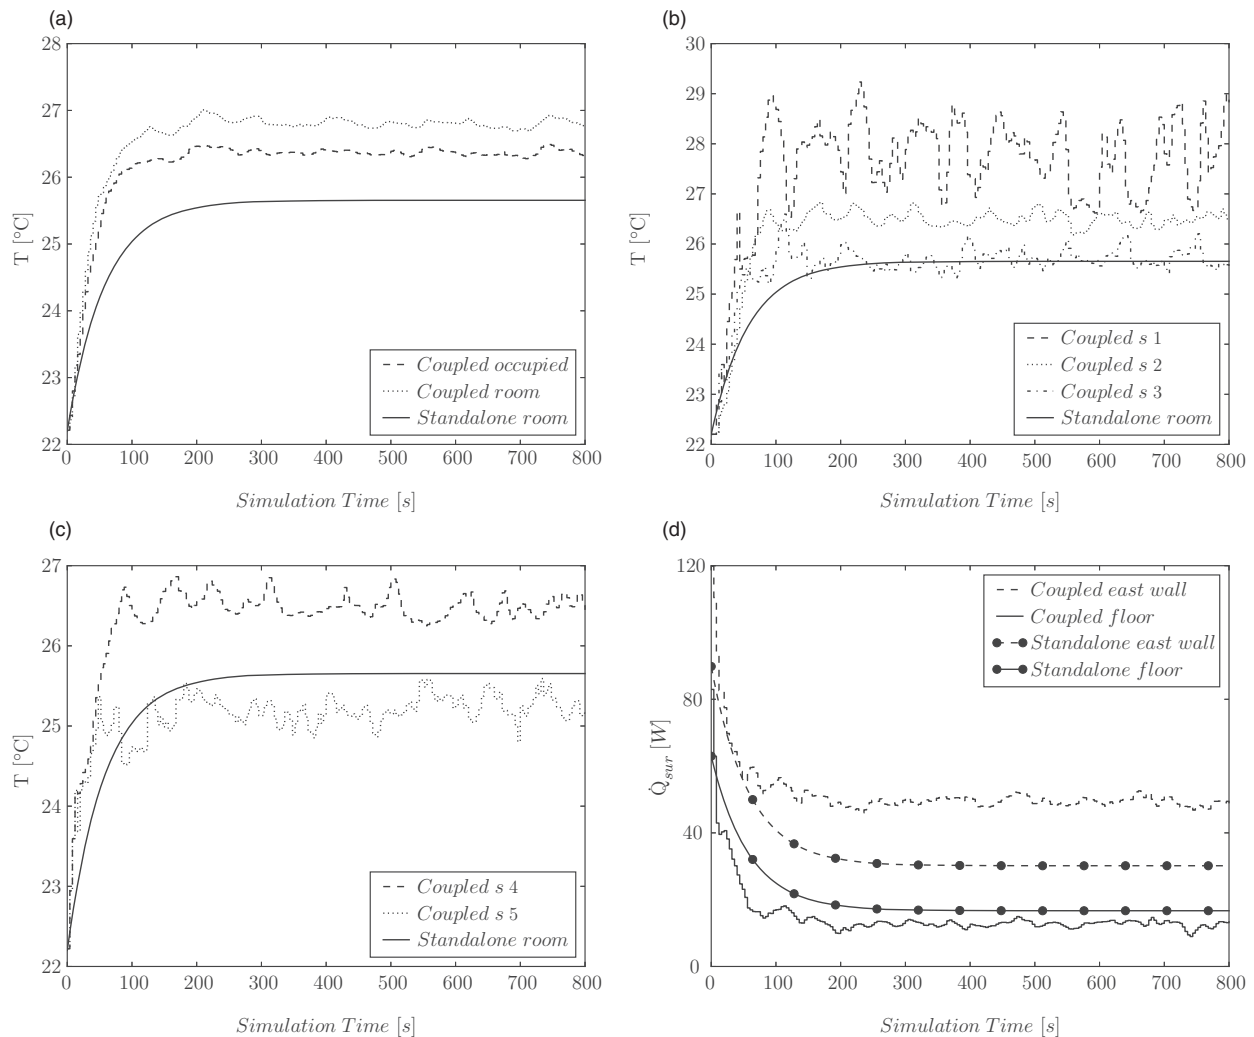 (a)
28
27
26
25
24
23
22
T [°C]
0 100 200 300 400 500 600 700 800
Simulation Time [s]
Coupled occupied
Coupled room
Standalone room
(b)
30
29
28
27
26
25
24
23
22
T [°C]
0 100 200 300 400 500 600 700 800
Simulation Time [s]
Coupled s 1
Coupled s 2
Coupled s 3
Standalone room
(c)
27
26
25
24
23
22
T [°C]
0 100 200 300 400 500 600 700 800
Simulation Time [s]
Coupled s 4
Coupled s 5
Standalone room
(d)
120
80
40
0
Q̇sur [W]
0 100 200 300 400 500 600 700 800
Simulation Time [s]
Coupled east wall
Coupled floor
Standalone east wall
Standalone floor